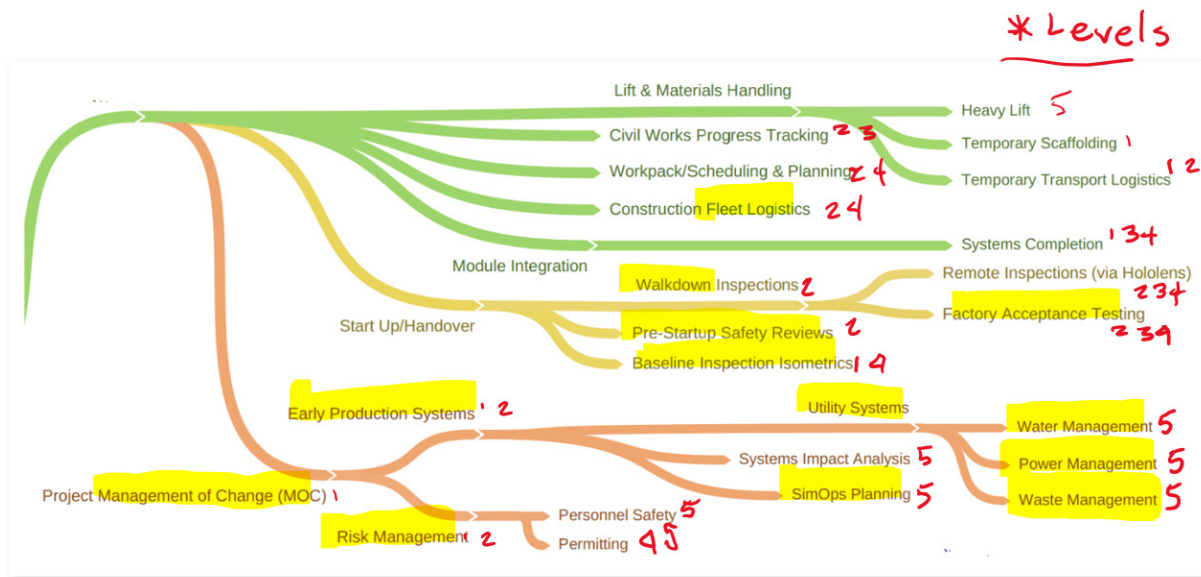 * Levels
Lift & Materials Handling
Heavy Lift 5
Civil Works Progress Tracking 2 3
Temporary Scaffolding 1
Workpack/Scheduling & Planning 2 4
Temporary Transport Logistics 1 2
Construction Fleet Logistics 2 4
Systems Completion 1 3 4
Module Integration
Remote Inspections (via Hololens)
2 3 4
Walkdown Inspections 2
Factory Acceptance Testing
2 3 4
Start Up/Handover
Pre-Startup Safety Reviews 2
Baseline Inspection Isometrics 1 4
Early Production Systems 1 2
Utility Systems
Water Management 5
Systems Impact Analysis 5
Power Management 5
Project Management of Change (MOC) 1
SimOps Planning 5
Waste Management 5
Personnel Safety 5
Risk Management 1 2
Permitting 4 5